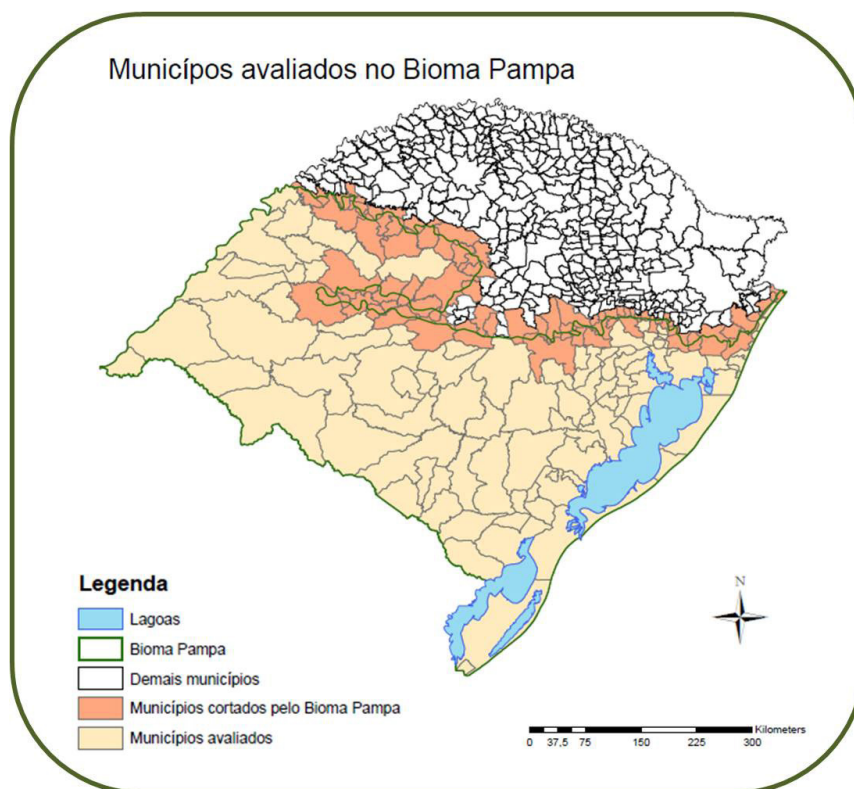 Municípos avaliados no Bioma Pampa
Legenda
Lagoas
Bioma Pampa
Demais municípios
Municípios cortados pelo Bioma Pampa
Municípios avaliados
N
Kilometers
0 37,5 75 150 225 300